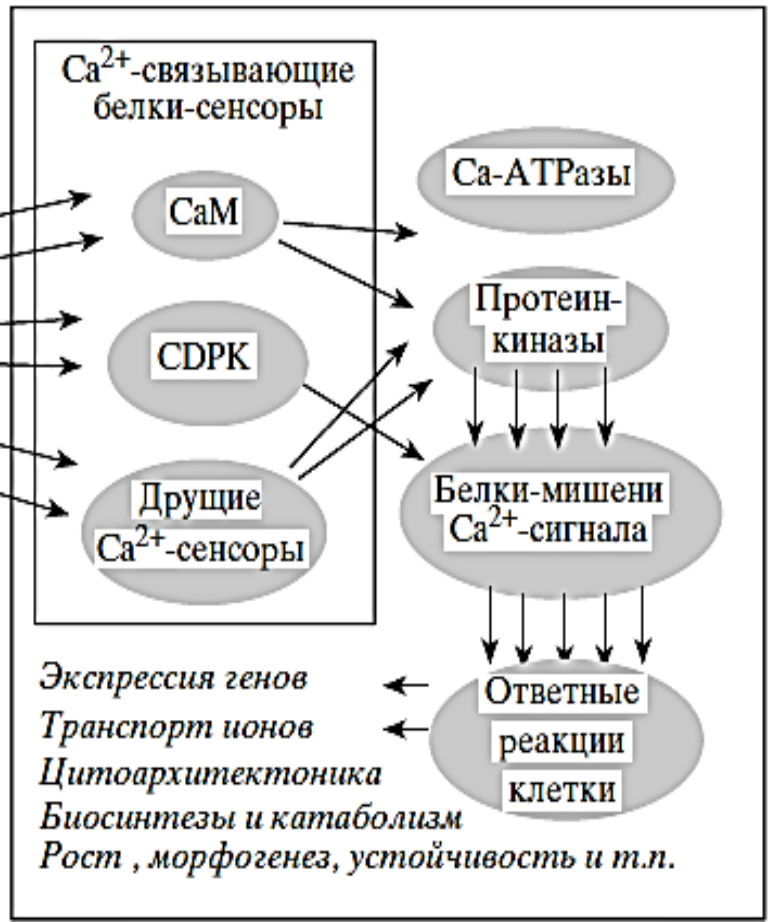 Ca²⁺-связывающие
белки-сенсоры
CaM
CDPK
Друщие
Ca²⁺-сенсоры
Ca-АТРазы
Протеин-
киназы
Белки-мишени
Ca²⁺-сигнала
Ответные
реакции
клетки
Экспрессия генов
Транспорт ионов
Цитоархитектоника
Биосинтезы и катаболизм
Рост , морфогенез, устойчивость и т.п.